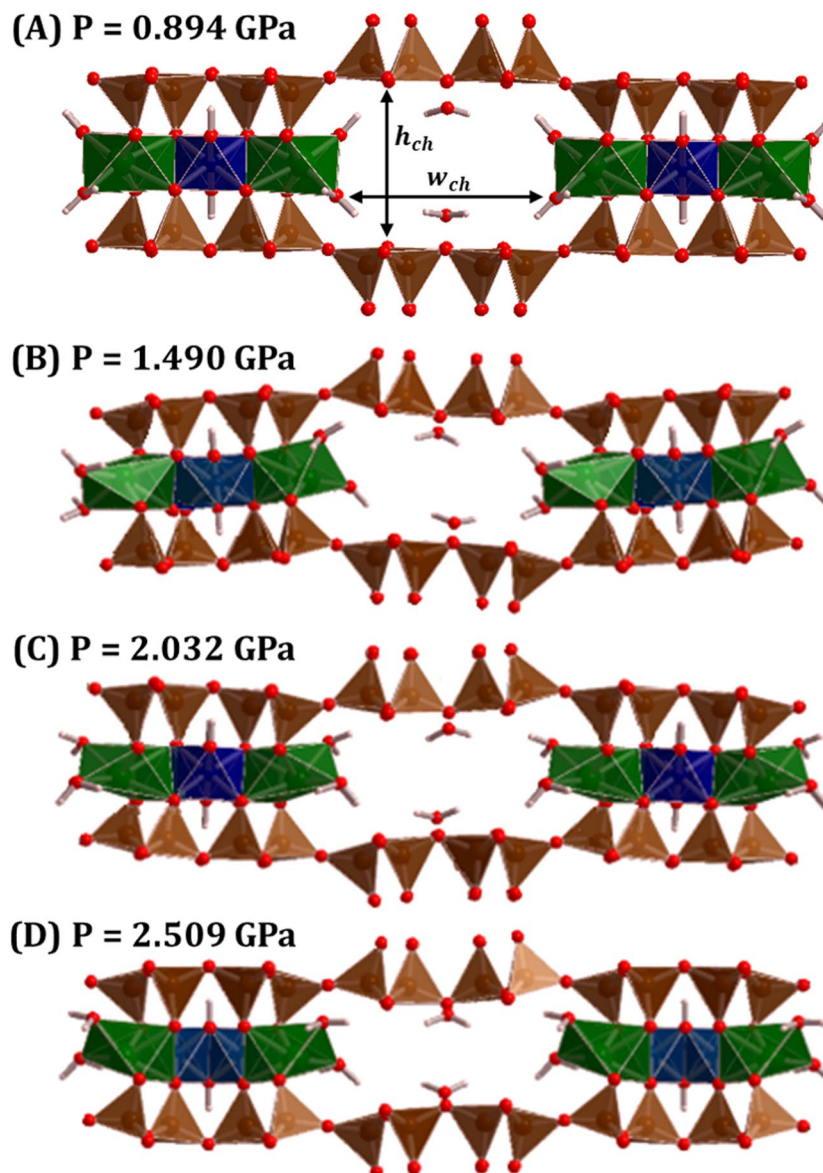 (A) P = 0.894 GPa
h_ch
w_ch
(B) P = 1.490 GPa
(C) P = 2.032 GPa
(D) P = 2.509 GPa